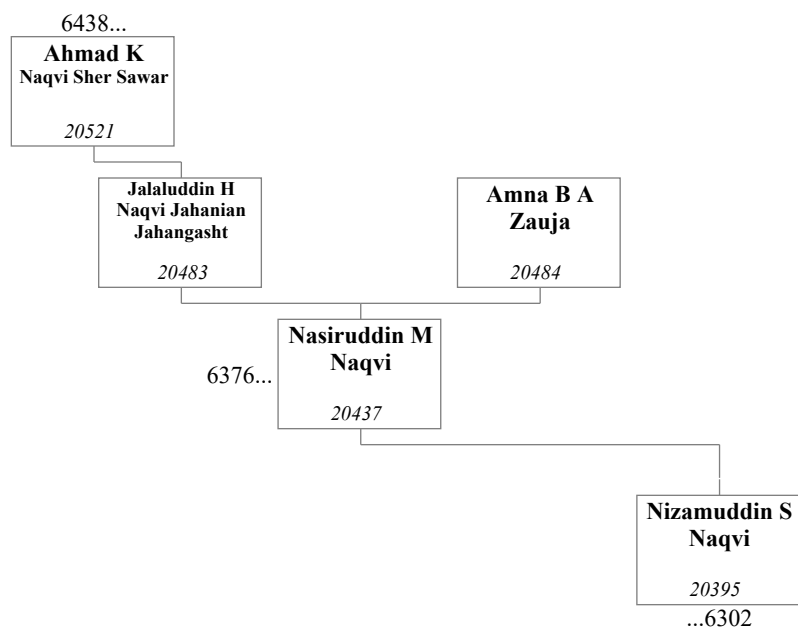 6438...
Ahmad K
Naqvi Sher Sawar
20521
Jalaluddin H
Naqvi Jahanian
Jahangasht
20483
Amna B A
Zauja
20484
Nasiruddin M
Naqvi
20437
6376...
Nizamuddin S
Naqvi
20395
...6302